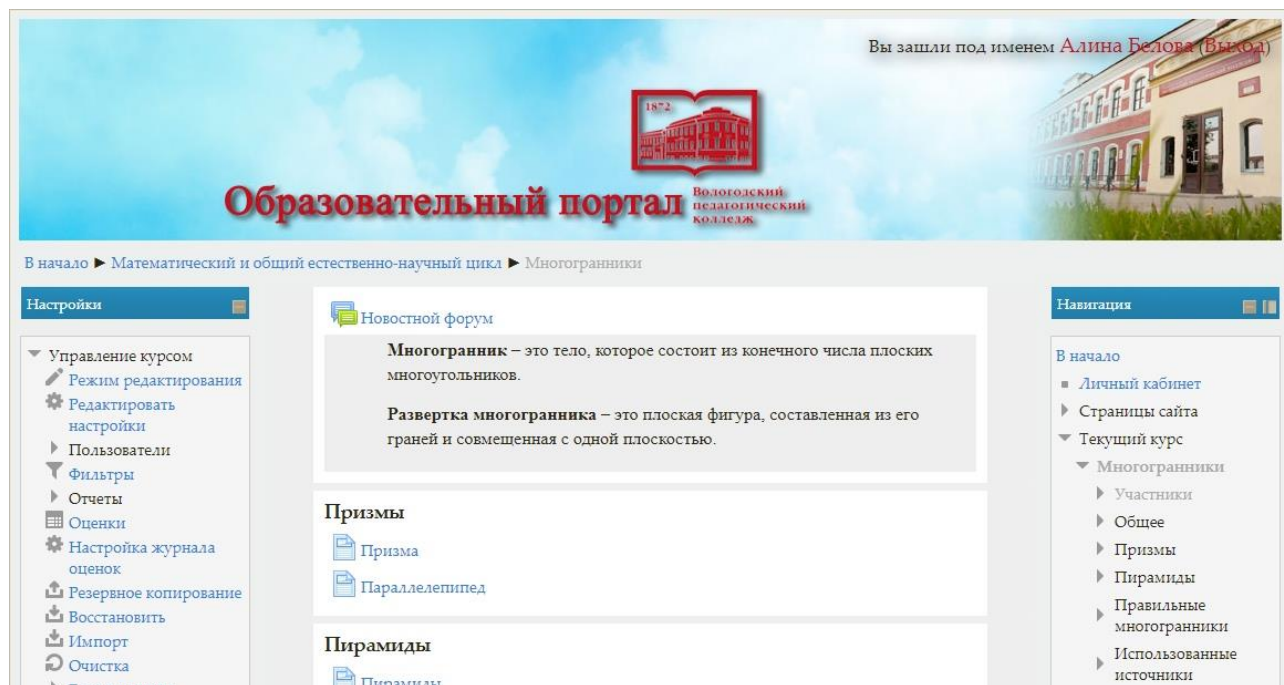 Вы зашли под именем Алина Белова (Выход)
1872
Образовательный портал
Вологодский
педагогический
колледж
В начало ► Математический и общий естественно-научный цикл ► Многогранники
Настройки
Управление курсом
Режим редактирования
Редактировать
настройки
Пользователи
Фильтры
Отчеты
Оценки
Настройка журнала
оценок
Резервное копирование
Восстановить
Импорт
Очистка
Новостной форум
Многогранник – это тело, которое состоит из конечного числа плоских
многоугольников.
Развертка многогранника – это плоская фигура, составленная из его
граней и совмещенная с одной плоскостью.
Призмы
Призма
Параллелепипед
Пирамиды
Пирамиды
Навигация
В начало
Личный кабинет
Страницы сайта
Текущий курс
Многогранники
Участники
Общее
Призмы
Пирамиды
Правильные
многогранники
Использованные
источники